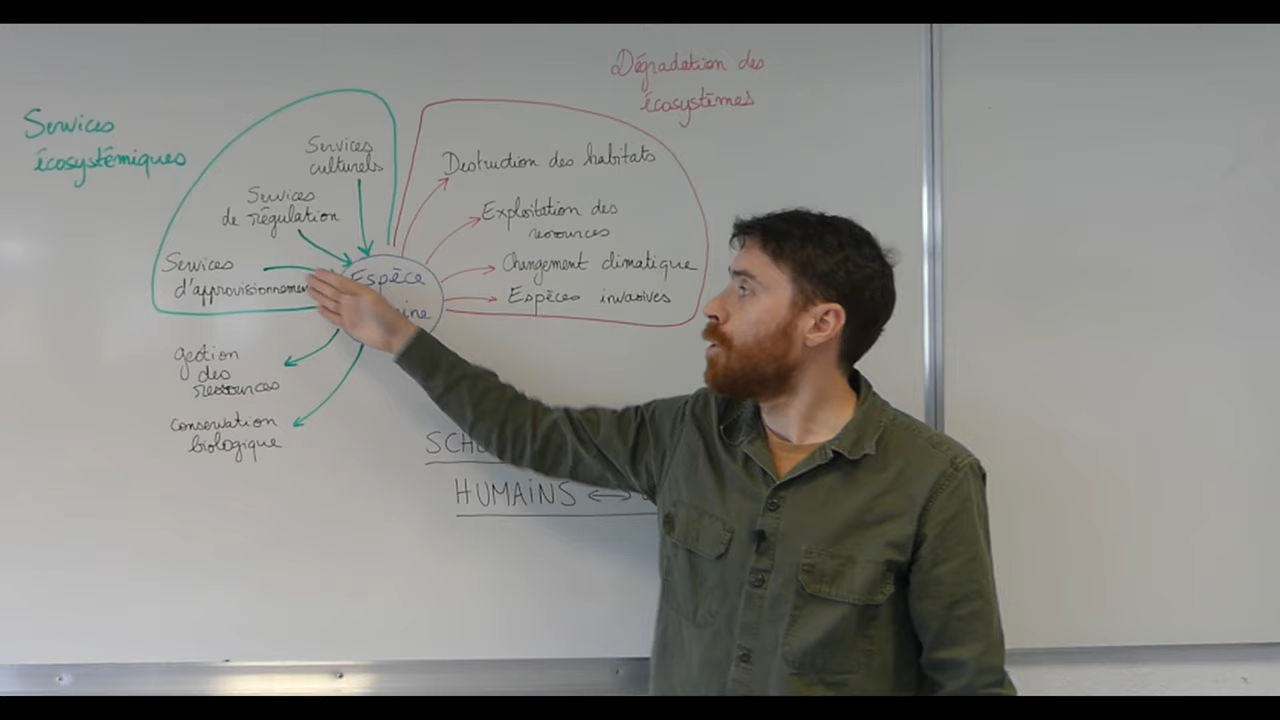 Dégradation des
écosystèmes
Services
écosystémiques
Services
culturels
Services
de régulation
Services
d'approvisionnemen
Espèce
Destruction des habitats
Exploitation des
ressources
Changement climatique
Espèces invasives
gestion
des
ressources
conservation
biologique
HUMAINS ↔